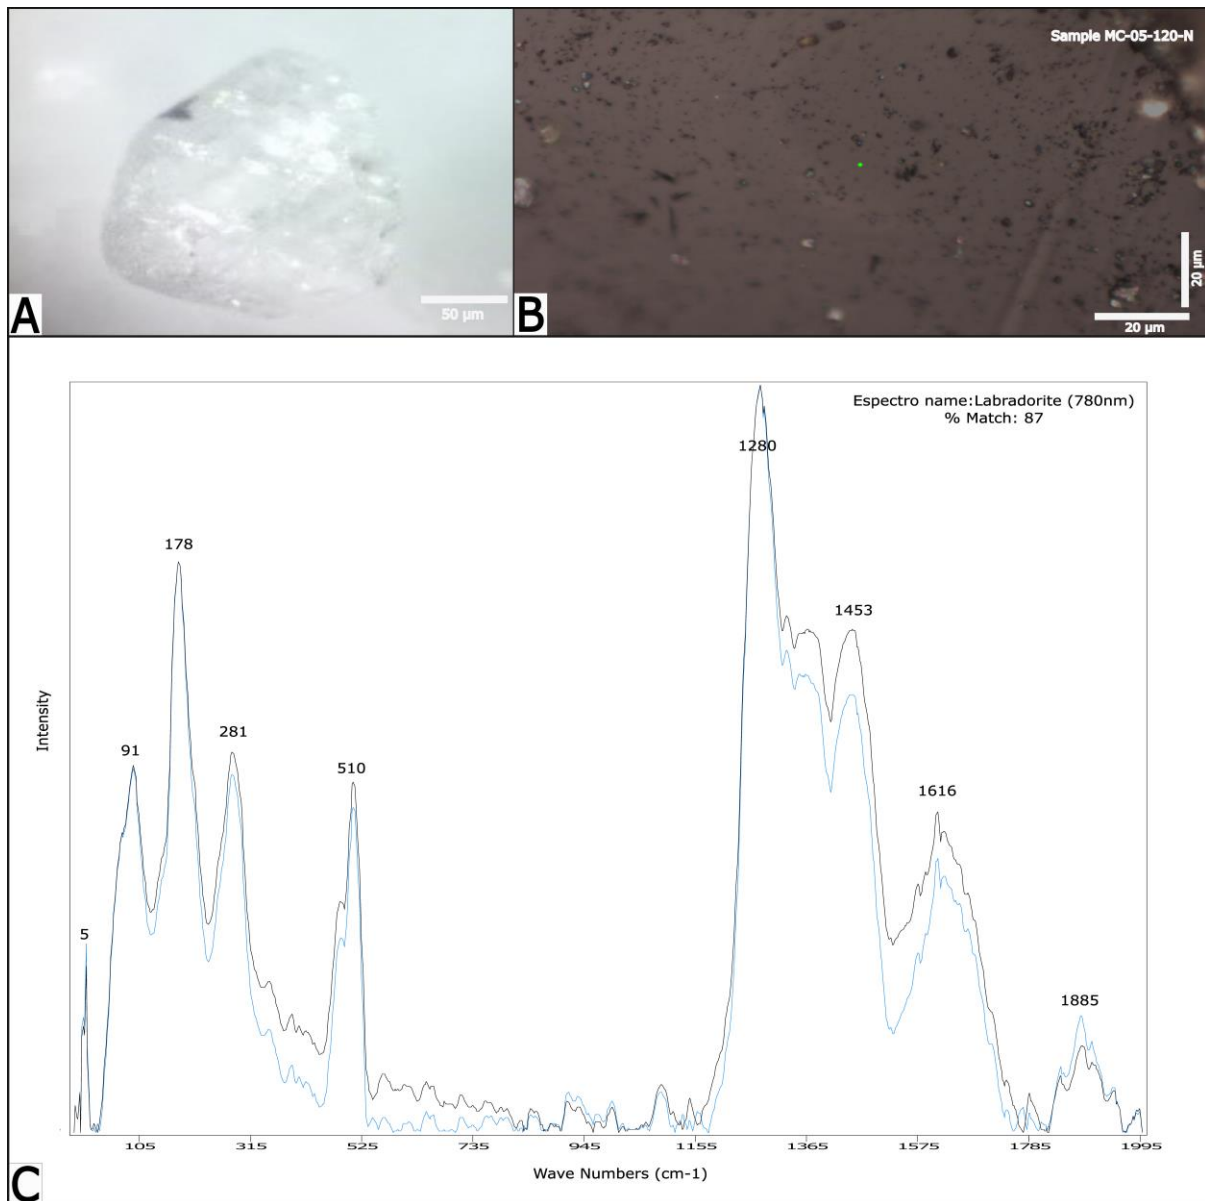 Sample MC-05-120-N
A
50 µm
B
20 µm
20 µm
Espectro name:Labradorite (780nm)
% Match: 87
1280
178
1453
281
91
510
1616
5
1885
Intensity
105 315 525 735 945 1155 1365 1575 1785 1995
Wave Numbers (cm-1)
C